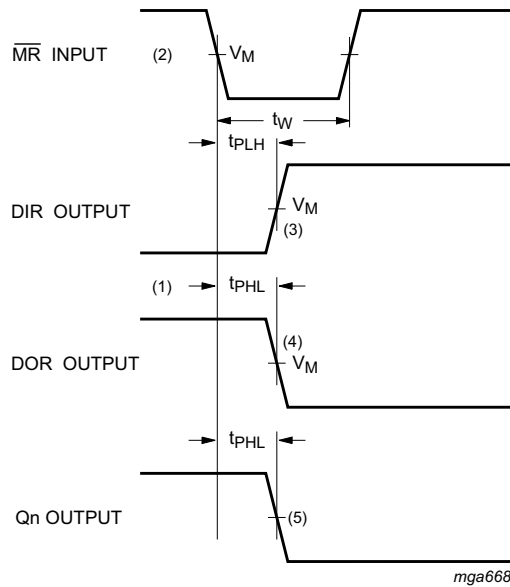 M̅R̅ INPUT (2) VM
tW
tPLH
DIR OUTPUT VM
(3)
(1) tPHL
(4)
DOR OUTPUT VM
tPHL
Qn OUTPUT (5)
mga668